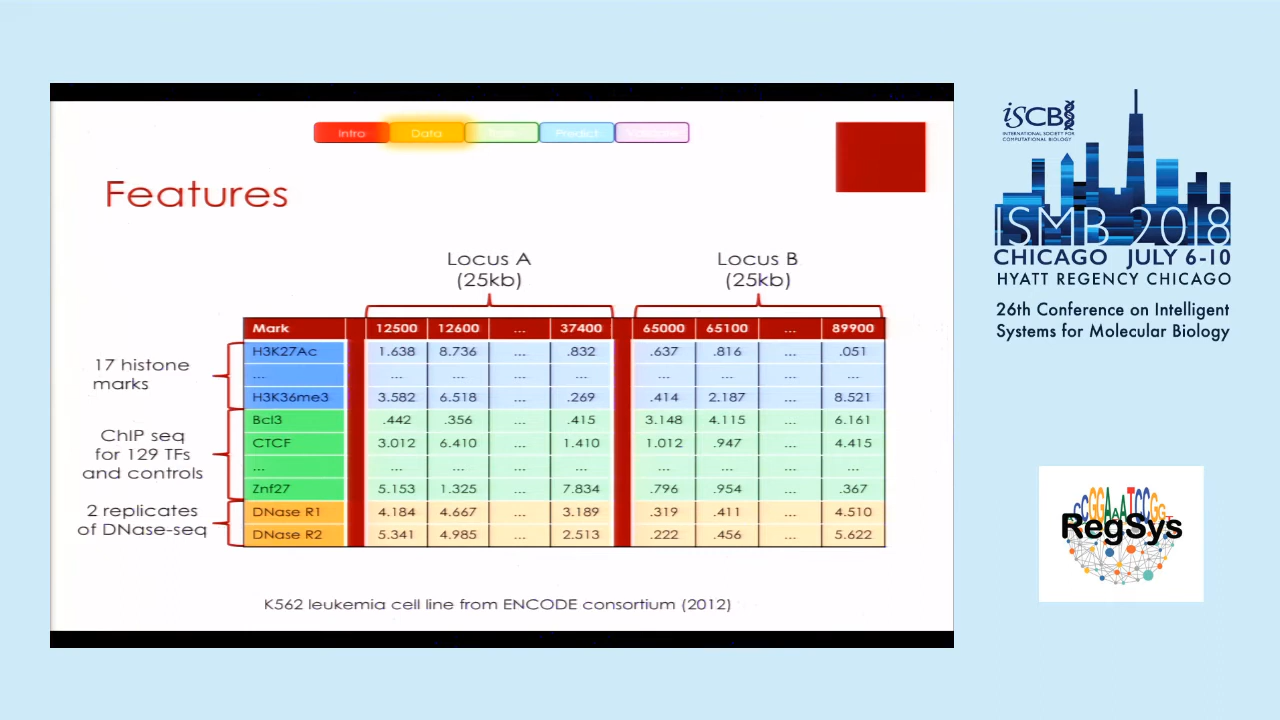 Intro Data Train Predict Validate
Features
Locus A
(25kb)
Locus B
(25kb)
Mark 12500 12600 ... 37400 65000 65100 ... 89900
H3K27Ac 1.638 8.736 ... .832 .637 .816 ... .051
... ... ... ... ... ... ... ... ...
H3K36me3 3.582 6.518 ... .269 .414 2.187 ... 8.521
Bcl3 .442 .356 ... .415 3.148 4.115 ... 6.161
CTCF 3.012 6.410 ... 1.410 1.012 .947 ... 4.415
... ... ... ... ... ... ... ... ...
Znf27 5.153 1.325 ... 7.834 .796 .954 ... .367
DNase R1 4.184 4.667 ... 3.189 .319 .411 ... 4.510
DNase R2 5.341 4.985 ... 2.513 .222 .456 ... 5.622
17 histone
marks
ChIP seq
for 129 TFs
and controls
2 replicates
of DNase-seq
K562 leukemia cell line from ENCODE consortium (2012)
iSCB
INTERNATIONAL SOCIETY FOR
COMPUTATIONAL BIOLOGY
ISMB 2018
CHICAGO JULY 6-10
HYATT REGENCY CHICAGO
26th Conference on Intelligent
Systems for Molecular Biology
RegSys